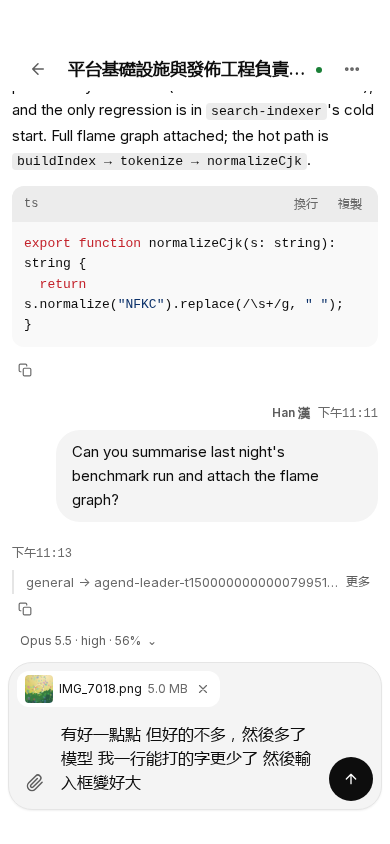 平台基礎設施與發佈工程負責…
and the only regression is in search-indexer's cold
start. Full flame graph attached; the hot path is
buildIndex → tokenize → normalizeCjk.
ts 換行 複製
export function normalizeCjk(s: string):
string {
return
s.normalize("NFKC").replace(/\s+/g, " ");
}
Han 漢 下午11:11
Can you summarise last night's
benchmark run and attach the flame
graph?
下午11:13
general → agend-leader-t150000000000079951… 更多
Opus 5.5 · high · 56%
IMG_7018.png 5.0 MB
有好一點點 但好的不多，然後多了
模型 我一行能打的字更少了 然後輸
入框變好大